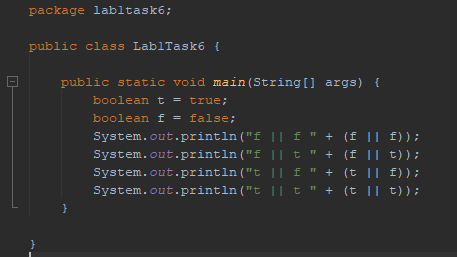 package lab1task6;
public class Lab1Task6 {
public static void main(String[] args) {
boolean t = true;
boolean f = false;
System.out.println("f || f " + (f || f));
System.out.println("f || t " + (f || t));
System.out.println("t || f " + (t || f));
System.out.println("t || t " + (t || t));
}
}